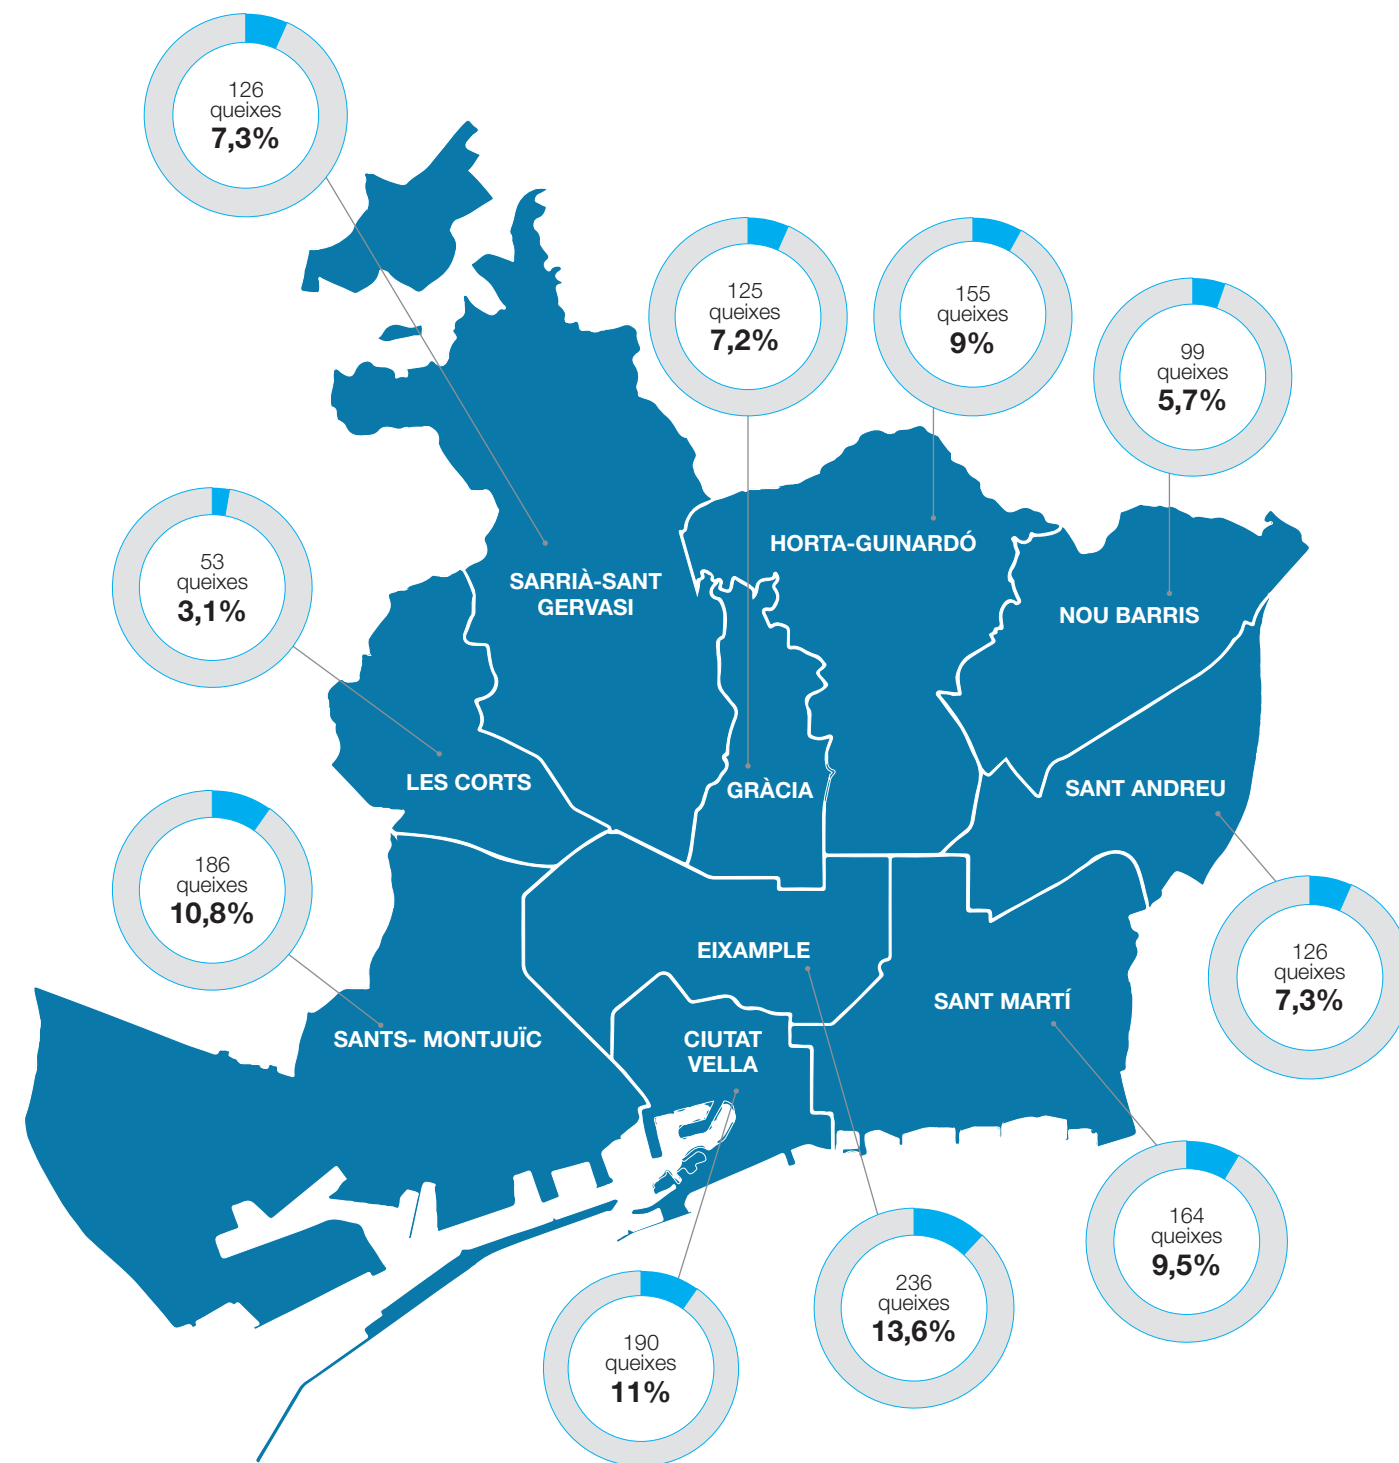 126
queixes
7,3%
125
queixes
7,2%
155
queixes
9%
99
queixes
5,7%
53
queixes
3,1%
HORTA-GUINARDÓ
SARRIÀ-SANT
GERVASI
NOU BARRIS
LES CORTS
GRÀCIA
SANT ANDREU
186
queixes
10,8%
EIXAMPLE
SANT MARTÍ
126
queixes
7,3%
SANTS- MONTJUÏC
CIUTAT
VELLA
164
queixes
9,5%
236
queixes
13,6%
190
queixes
11%